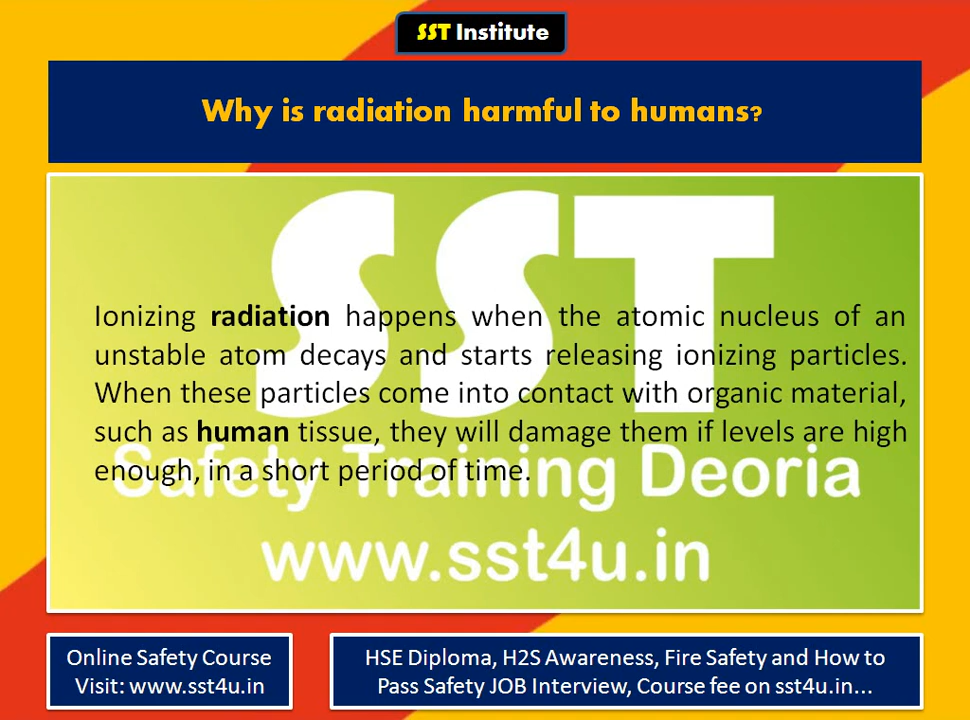 SST Institute
Why is radiation harmful to humans?
SST
Ionizing radiation happens when the atomic nucleus of an
unstable atom decays and starts releasing ionizing particles.
When these particles come into contact with organic material,
such as human tissue, they will damage them if levels are high
enough, in a short period of time.
Safety Training Deoria
www.sst4u.in
Online Safety Course
Visit: www.sst4u.in
HSE Diploma, H2S Awareness, Fire Safety and How to
Pass Safety JOB Interview, Course fee on sst4u.in...